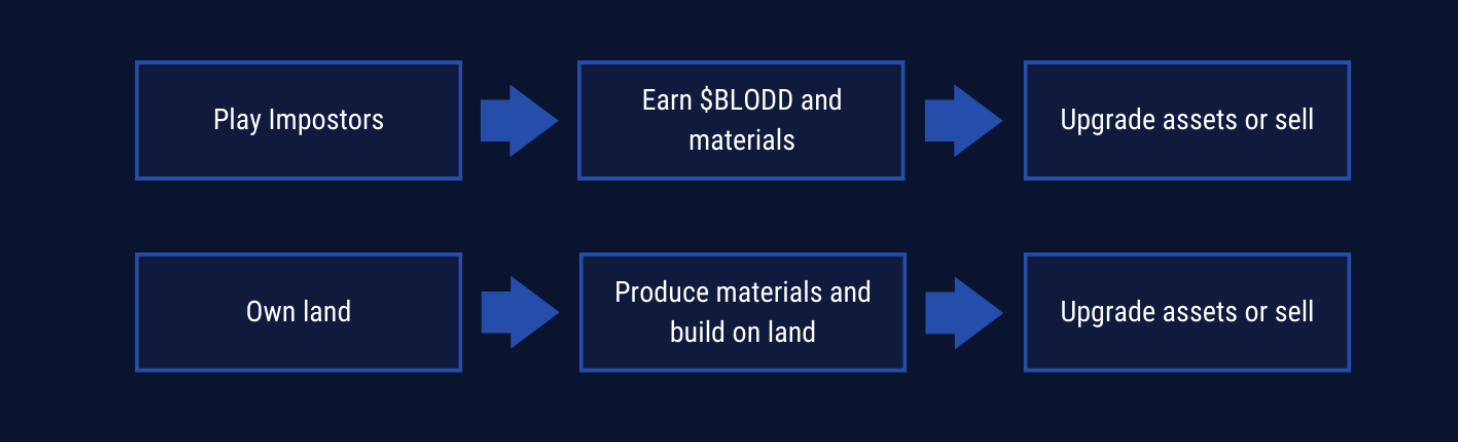 Play Impostors
Earn $BLODD and
materials
Upgrade assets or sell
Own land
Produce materials and
build on land
Upgrade assets or sell